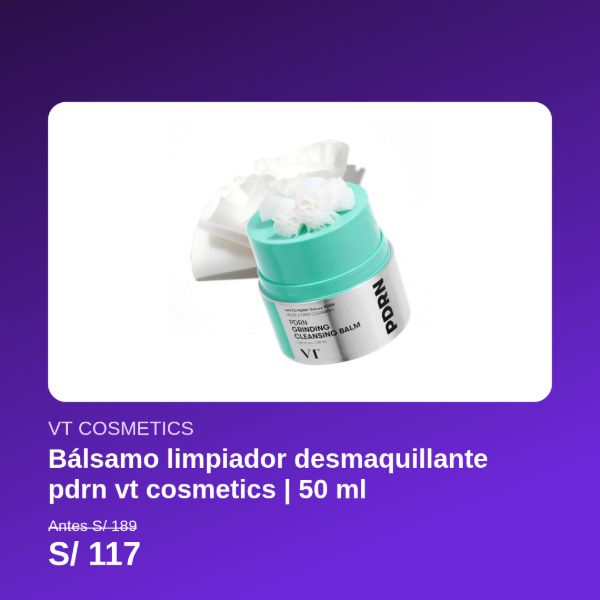 PDRN
GRINDING
CLEANSING BALM
VT
PDRN
VT COSMETICS
Bálsamo limpiador desmaquillante
pdrn vt cosmetics | 50 ml
Antes S/ 189
S/ 117